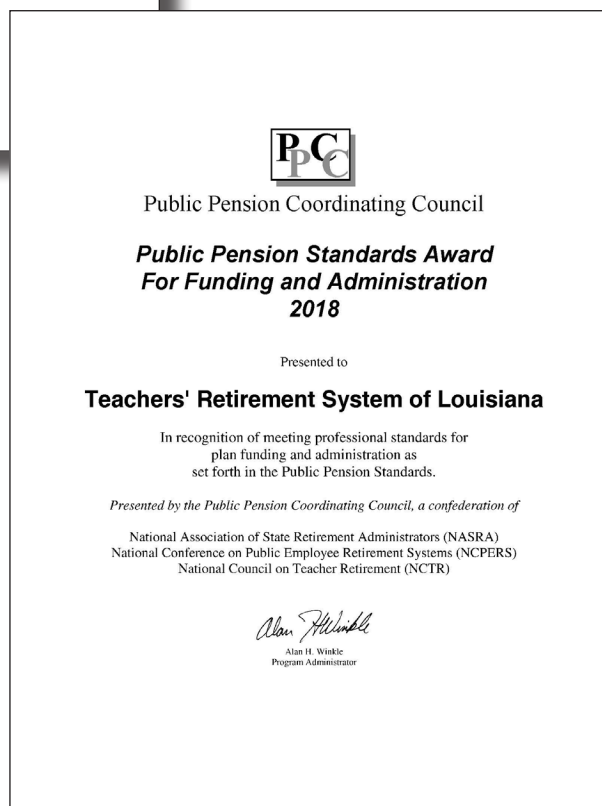 PPCC
Public Pension Coordinating Council
Public Pension Standards Award
For Funding and Administration
2018
Presented to
Teachers' Retirement System of Louisiana
In recognition of meeting professional standards for
plan funding and administration as
set forth in the Public Pension Standards.
Presented by the Public Pension Coordinating Council, a confederation of
National Association of State Retirement Administrators (NASRA)
National Conference on Public Employee Retirement Systems (NCPERS)
National Council on Teacher Retirement (NCTR)
Alan H Winkle
Alan H. Winkle
Program Administrator